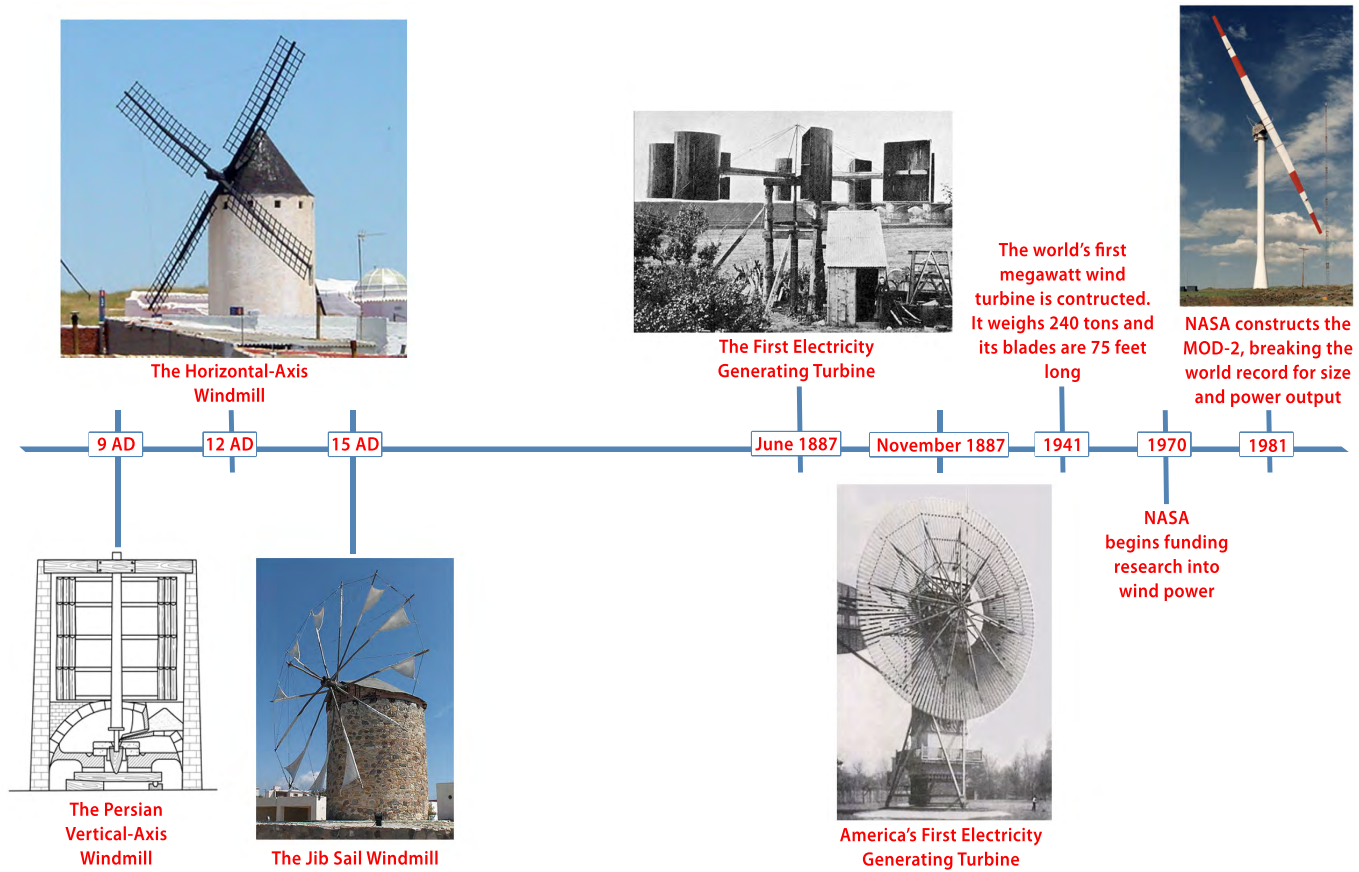 The Horizontal-Axis
Windmill
The First Electricity
Generating Turbine
The world's first
megawatt wind
turbine is contructed.
It weighs 240 tons and
its blades are 75 feet
long
NASA constructs the
MOD-2, breaking the
world record for size
and power output
9 AD
12 AD
15 AD
June 1887
November 1887
1941
1970
1981
NASA
begins funding
research into
wind power
The Persian
Vertical-Axis
Windmill
The Jib Sail Windmill
America's First Electricity
Generating Turbine